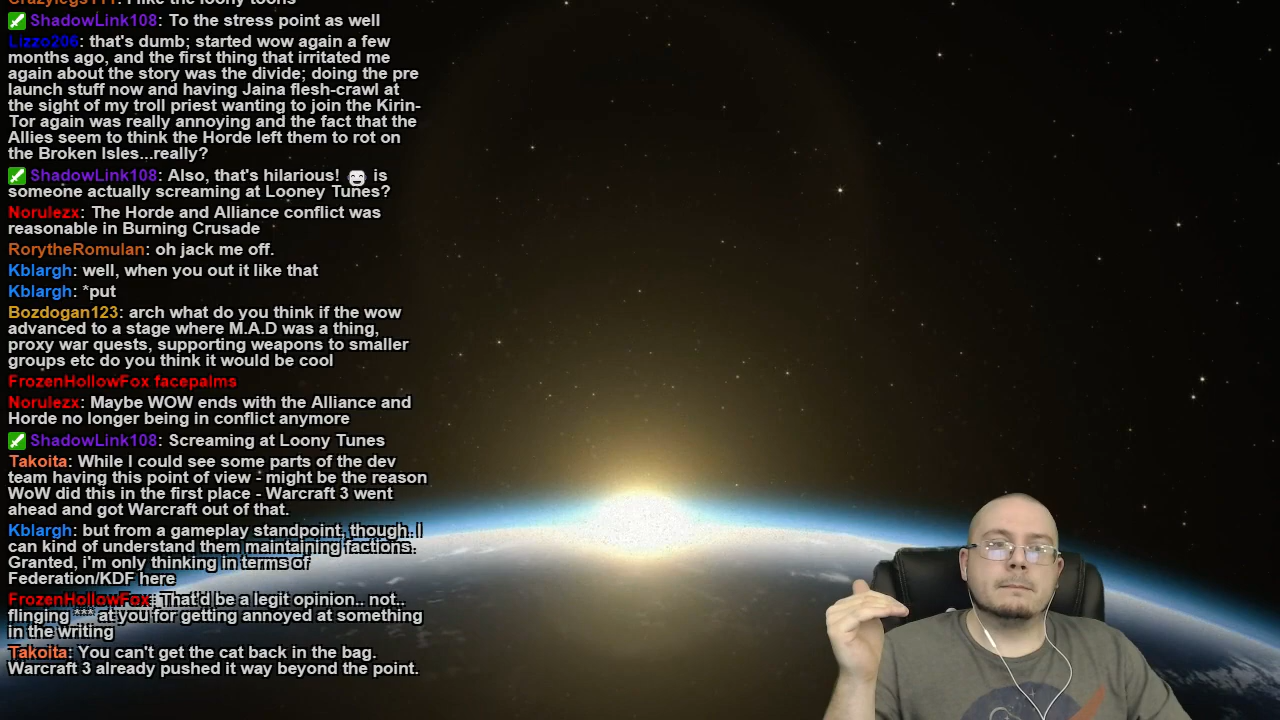 ShadowLink108: To the stress point as well
Lizzo206: that's dumb; started wow again a few
months ago, and the first thing that irritated me
again about the story was the divide; doing the pre
launch stuff now and having Jaina flesh-crawl at
the sight of my troll priest wanting to join the Kirin-
Tor again was really annoying and the fact that the
Allies seem to think the Horde left them to rot on
the Broken Isles...really?
ShadowLink108: Also, that's hilarious! is
someone actually screaming at Looney Tunes?
Norulezx: The Horde and Alliance conflict was
reasonable in Burning Crusade
RorytheRomulan: oh jack me off.
Kblargh: well, when you out it like that
Kblargh: *put
Bozdogan123: arch what do you think if the wow
advanced to a stage where M.A.D was a thing,
proxy war quests, supporting weapons to smaller
groups etc do you think it would be cool
FrozenHollowFox facepalms
Norulezx: Maybe WOW ends with the Alliance and
Horde no longer being in conflict anymore
ShadowLink108: Screaming at Loony Tunes
Takoita: While I could see some parts of the dev
team having this point of view - might be the reason
WoW did this in the first place - Warcraft 3 went
ahead and got Warcraft out of that.
Kblargh: but from a gameplay standpoint, though. I
can kind of understand them maintaining factions.
Granted, i'm only thinking in terms of
Federation/KDF here
FrozenHollowFox: That'd be a legit opinion.. not..
flinging *** at you for getting annoyed at something
in the writing
Takoita: You can't get the cat back in the bag.
Warcraft 3 already pushed it way beyond the point.